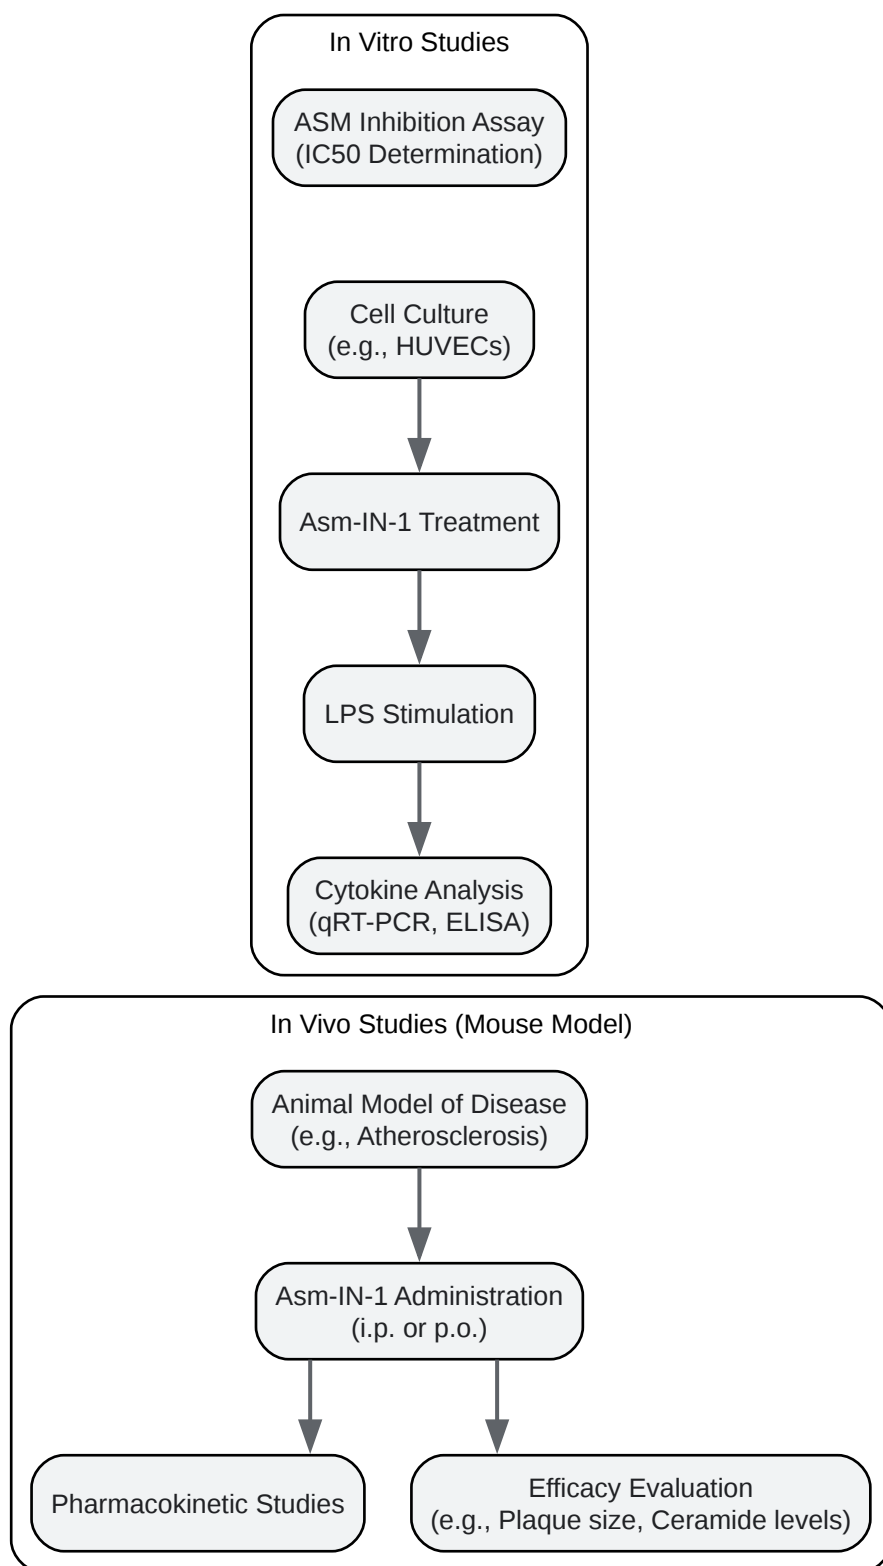 In Vitro Studies
ASM Inhibition Assay
(IC50 Determination)
Cell Culture
(e.g., HUVECs)
Asm-IN-1 Treatment
LPS Stimulation
Cytokine Analysis
(qRT-PCR, ELISA)
In Vivo Studies (Mouse Model)
Animal Model of Disease
(e.g., Atherosclerosis)
Asm-IN-1 Administration
(i.p. or p.o.)
Pharmacokinetic Studies
Efficacy Evaluation
(e.g., Plaque size, Ceramide levels)